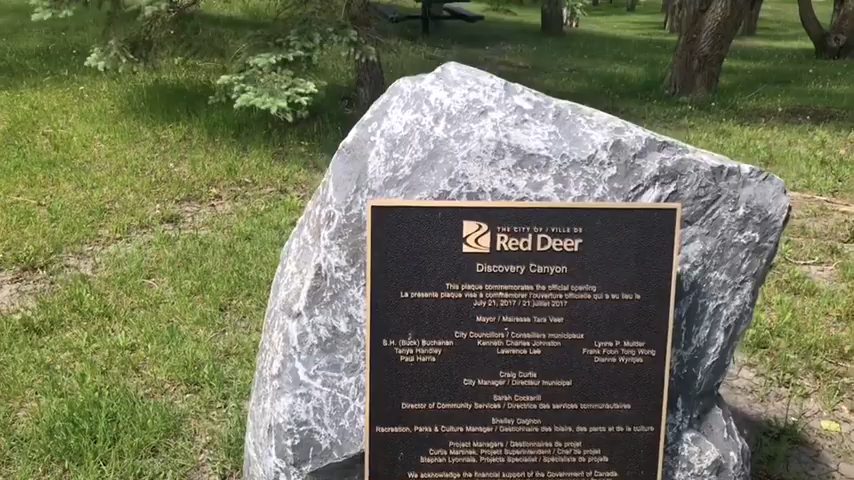 THE CITY OF / VILLE DE
Red Deer
Discovery Canyon
This plaque commemorates the official opening
La présente plaque vise à commémorer l'ouverture officielle qui a eu lieu le
July 21, 2017 / 21 juillet 2017
Mayor / Mairesse Tara Veer
City Councillors / Conseillers municipaux
B.H. (Buck) Buchanan Kenneth Charles Johnston Lynne P. Mulder
Tanya Handley Lawrence Lee Frank Foon Tong Wong
Paul Harris Dianne Wyntjes
Craig Curtis
City Manager / Directeur municipal
Sarah Cockerill
Director of Community Services / Directrice des services communautaires
Shelley Gagnon
Recreation, Parks & Culture Manager / Gestionnaire des loisirs, des parcs et de la culture
Project Managers / Gestionnaires de projet
Curtis Martinek, Project Superintendent / Chef de projet
Stephan Lyonnais, Projects Specialist / Spécialiste de projets
We acknowledge the financial support of the Government of Canada.